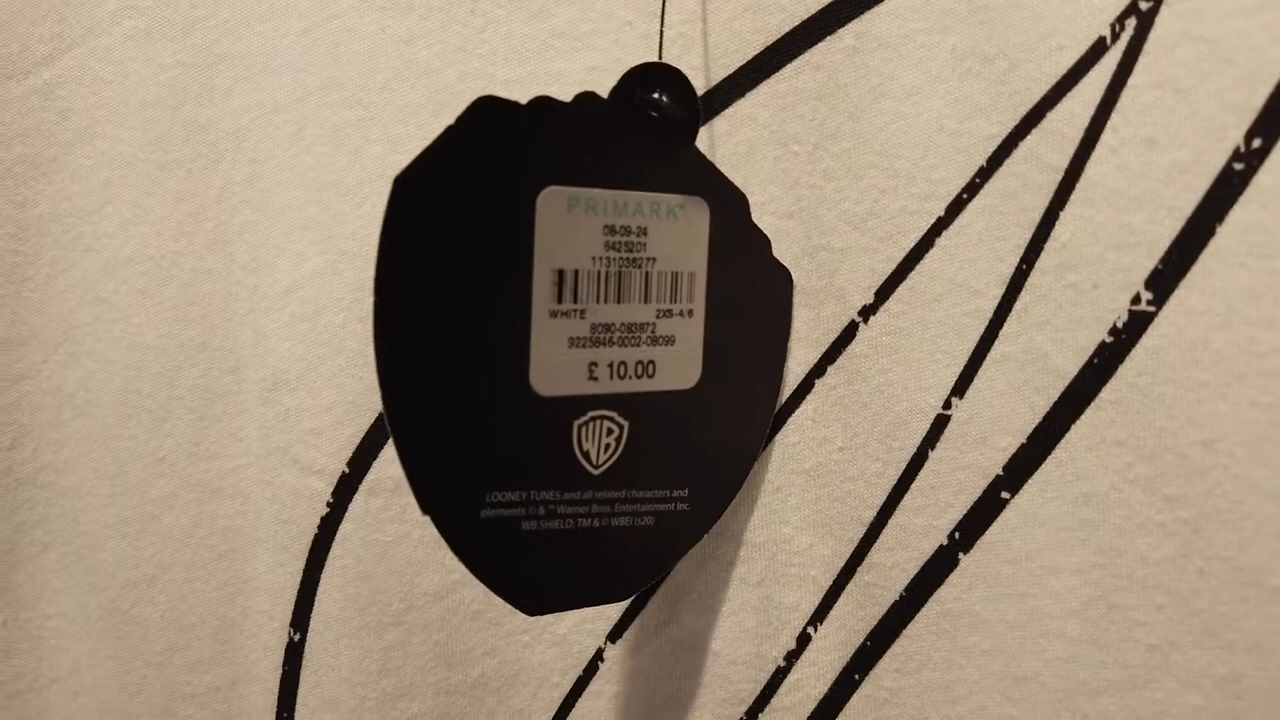 PRIMARK®
08-09-24
6425201
1131036277
WHITE 2XS-4/6
8090-083872
9225846-0002-08099
£ 10.00
WB
LOONEY TUNES and all related characters and
elements © & ™ Warner Bros. Entertainment Inc.
WB SHIELD: TM & © WBEI (s20)